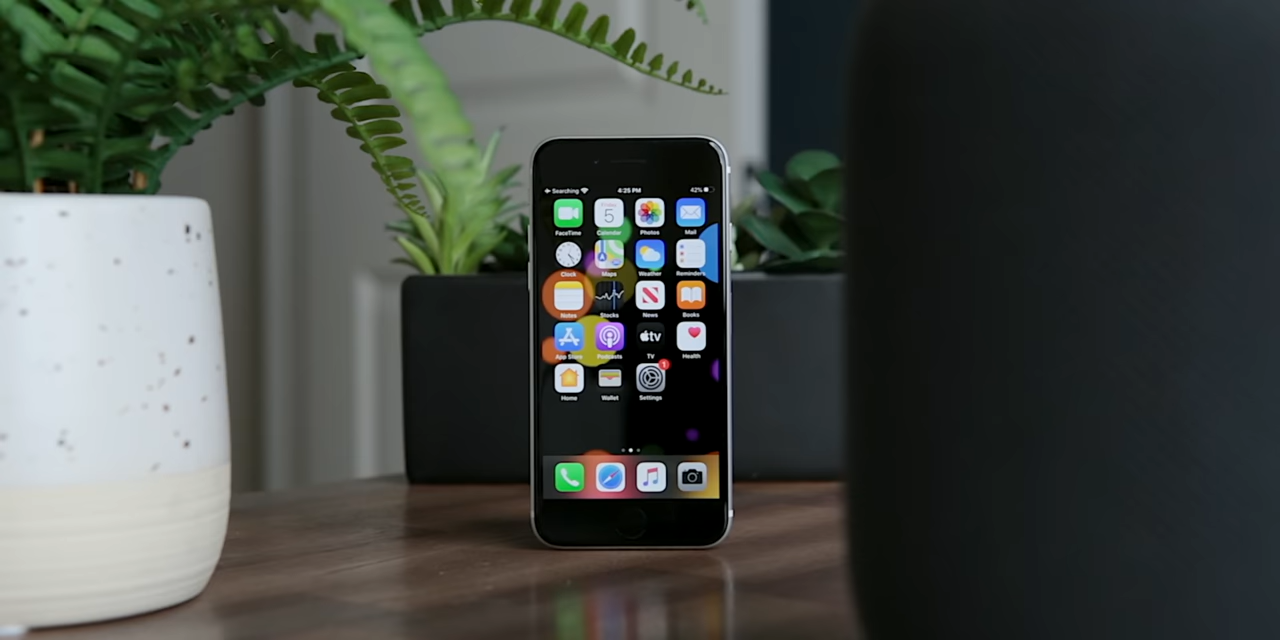 Searching 4:25 PM 42%
5
FaceTime Calendar Photos Mail
Clock Maps Weather Reminders
Notes Stocks News Books
tv
App Store Podcasts TV Health
1
Home Wallet Settings